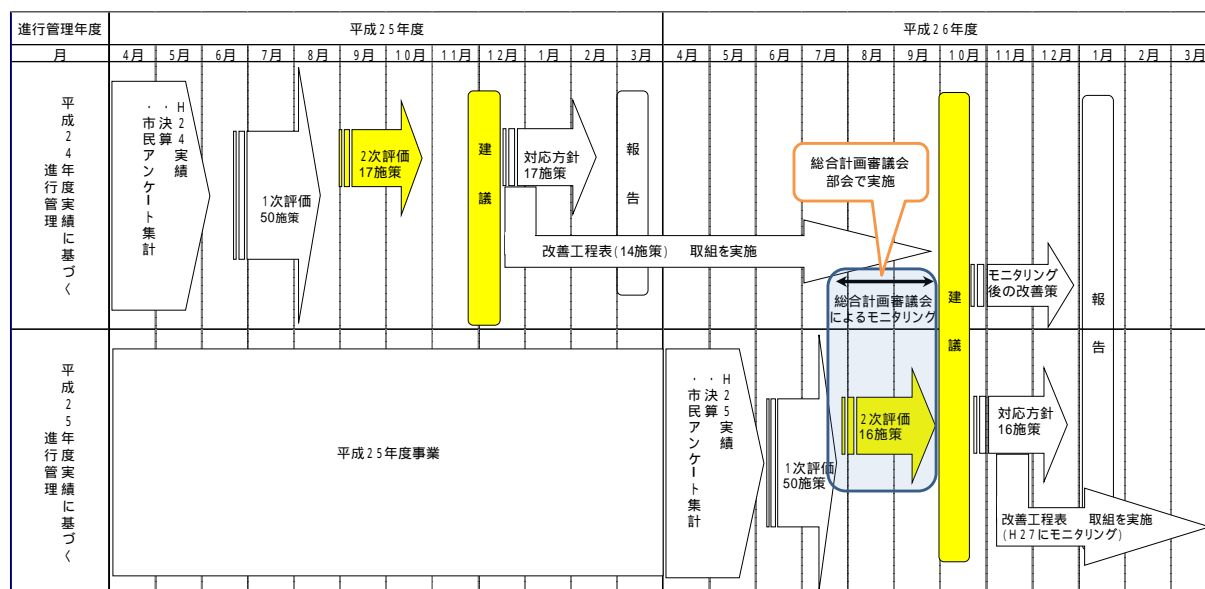 進行管理年度
平成25年度
平成26年度
月
4月 5月 6月 7月 8月 9月 10月 11月 12月 1月 2月 3月 4月 5月 6月 7月 8月 9月 10月 11月 12月 1月 2月 3月
平成24年度実績に基づく
進行管理
H24実績
・決算
・市民アンケート集計
1次評価
50施策
2次評価
17施策
建議
対応方針
17施策
報告
改善工程表(14施策) 取組を実施
総合計画審議会
部会で実施
総合計画審議会
によるモニタリング
建議
モニタリング
後の改善策
報告
平成25年度実績に基づく
進行管理
平成25年度事業
H25実績
・決算
・市民アンケート集計
1次評価
50施策
2次評価
16施策
対応方針
16施策
改善工程表 取組を実施
(H27にモニタリング)